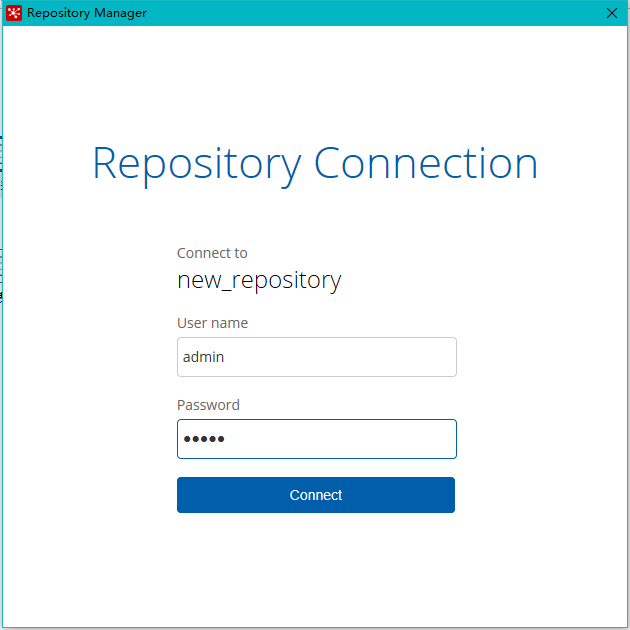 Repository Manager
Repository Connection
Connect to
new_repository
User name
admin
Password
•••••
Connect